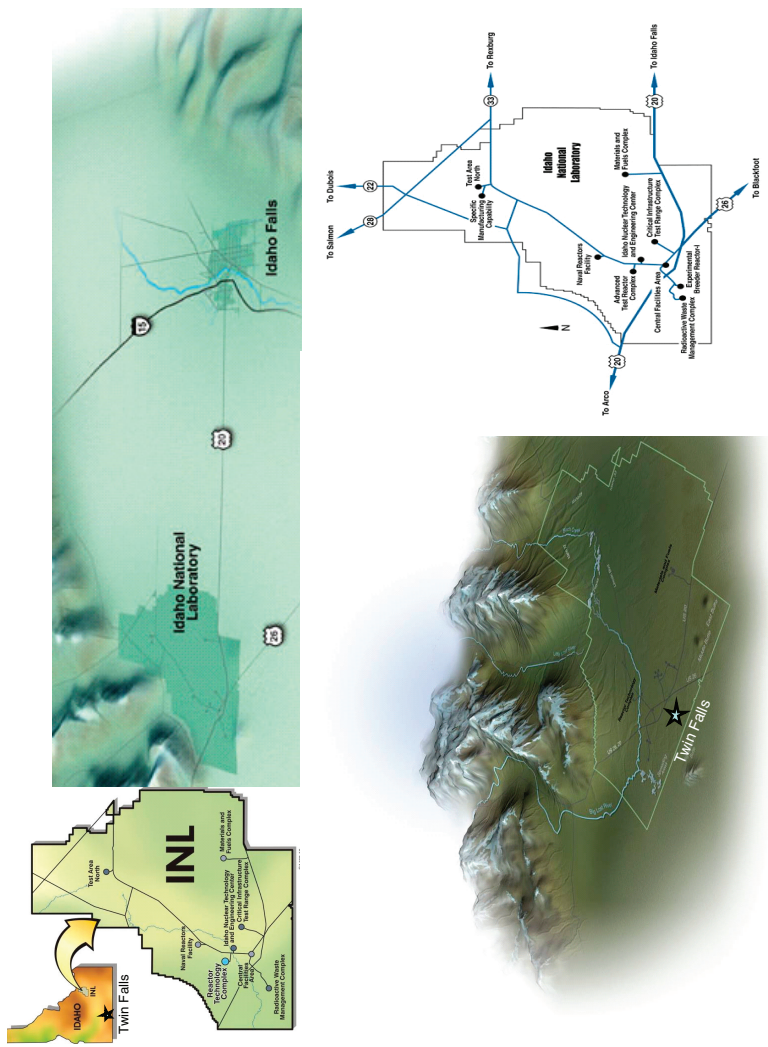 To Rexburg
33
To Idaho Falls
20
To Dubois
22
To Salmon
28
Test Area
North
Specific
Manufacturing
Capability
Idaho
National
Laboratory
Materials and
Fuels Complex
Naval Reactors
Facility
Idaho Nuclear Technology
and Engineering Center
Critical Infrastructure
Test Range Complex
Advanced
Test Reactor
Complex
Central Facilities Area
Experimental
Breeder Reactor-I
Radioactive Waste
Management Complex
N
To Arco
20
26
To Blackfoot
Idaho Falls
15
20
Idaho National
Laboratory
26
INL
Test Area
North
Materials and
Fuels Complex
Naval Reactors
Facility
Idaho Nuclear Technology
and Engineering Center
Critical Infrastructure
Test Range Complex
Reactor
Technology
Complex
Central
Facilities
Area
Radioactive Waste
Management Complex
IDAHO
INL
Twin Falls
Big Lost River
Twin Falls